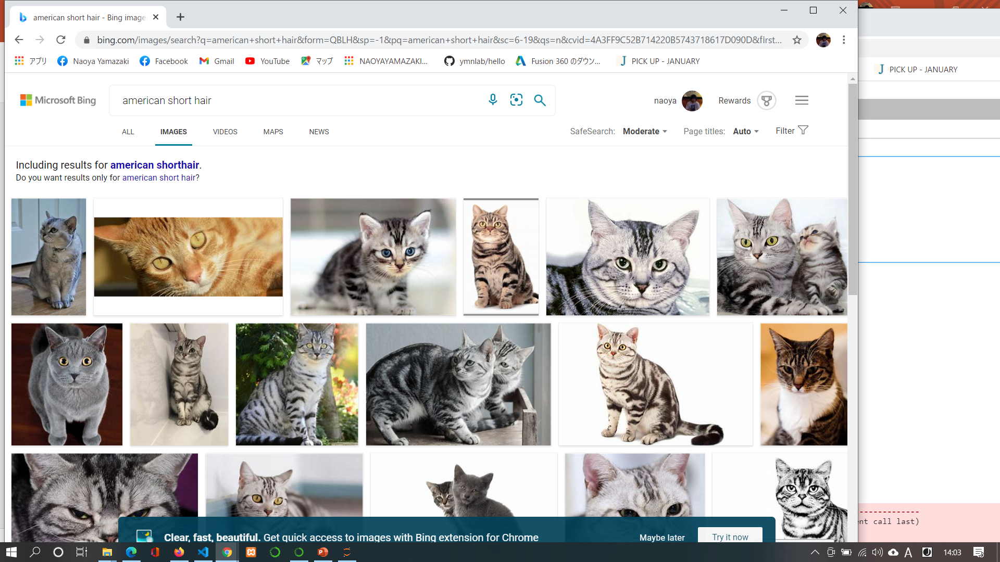 american short hair - Bing image
bing.com/images/search?q=american+short+hair&form=QBLH&sp=-1&pq=american+short+hair&sc=6-19&qs=n&cvid=4A3FF9C52B714220B5743718617D090D&first...
アプリ Naoya Yamazaki Facebook Gmail YouTube マップ NAOYAYAMAZAKI... ymnlab/hello Fusion 360 のダウン... PICK UP - JANUARY
PICK UP - JANUARY
Microsoft Bing american short hair naoya Rewards
ALL IMAGES VIDEOS MAPS NEWS SafeSearch: Moderate Page titles: Auto Filter
Including results for american shorthair.
Do you want results only for american short hair?
---------------
ent call last)
Clear, fast, beautiful. Get quick access to images with Bing extension for Chrome Maybe later Try it now
A 14:03